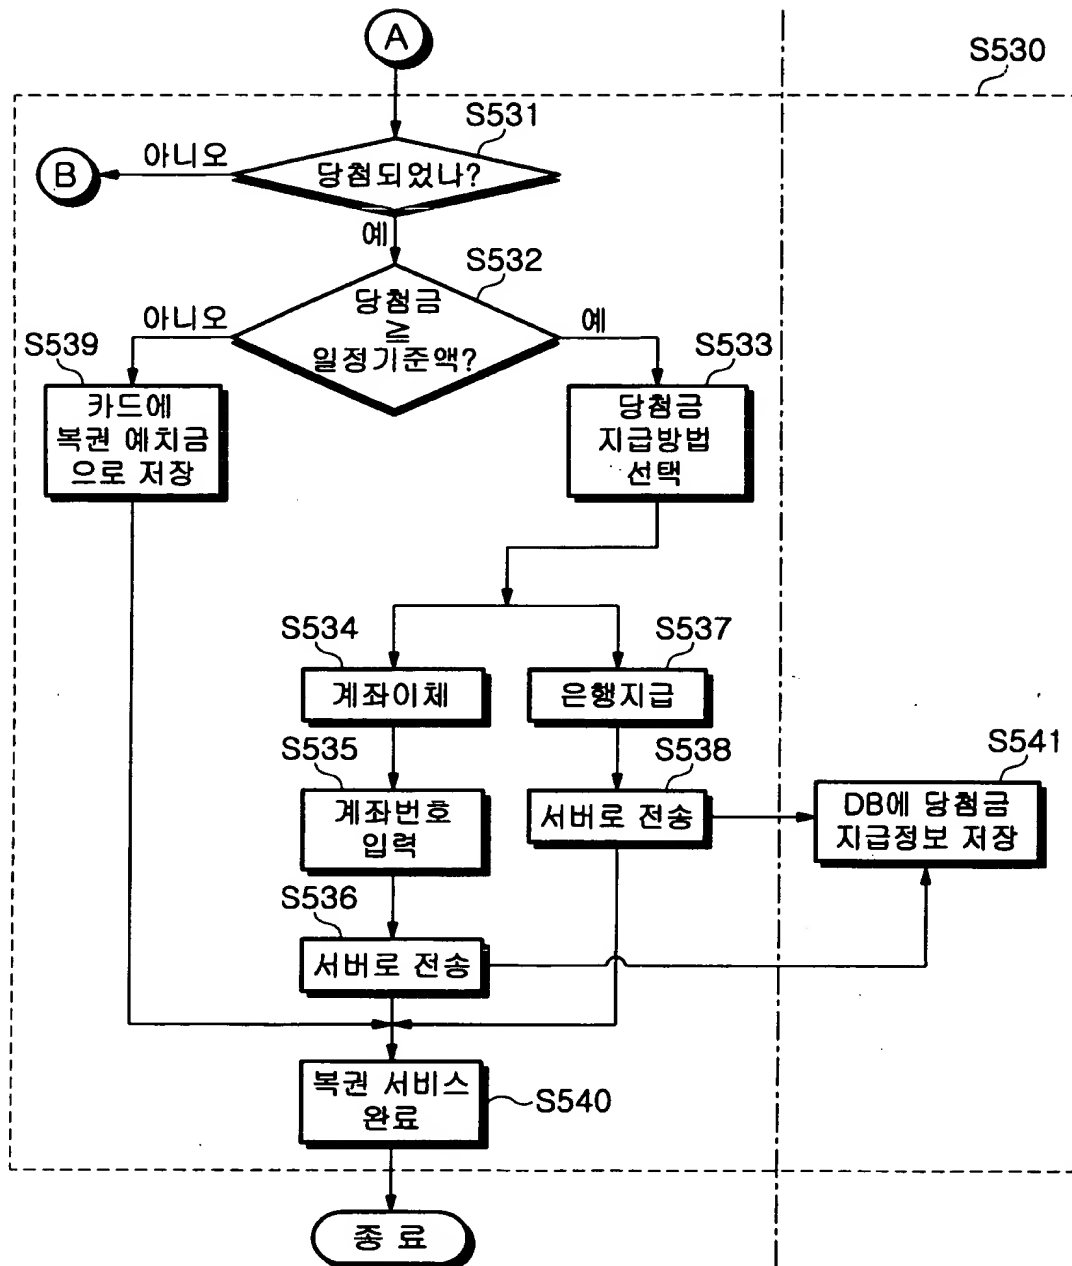 A
S530
S531
아니오
B
당첨되었나?
예
S532
당첨금
≧
일정기준액?
아니오
예
S539
S533
카드에
복권 예치금
으로 저장
당첨금
지급방법
선택
S534
S537
계좌이체
은행지급
S535
S538
S541
계좌번호
입력
서버로 전송
DB에 당첨금
지급정보 저장
S536
서버로 전송
복권 서비스
완료
S540
종 료